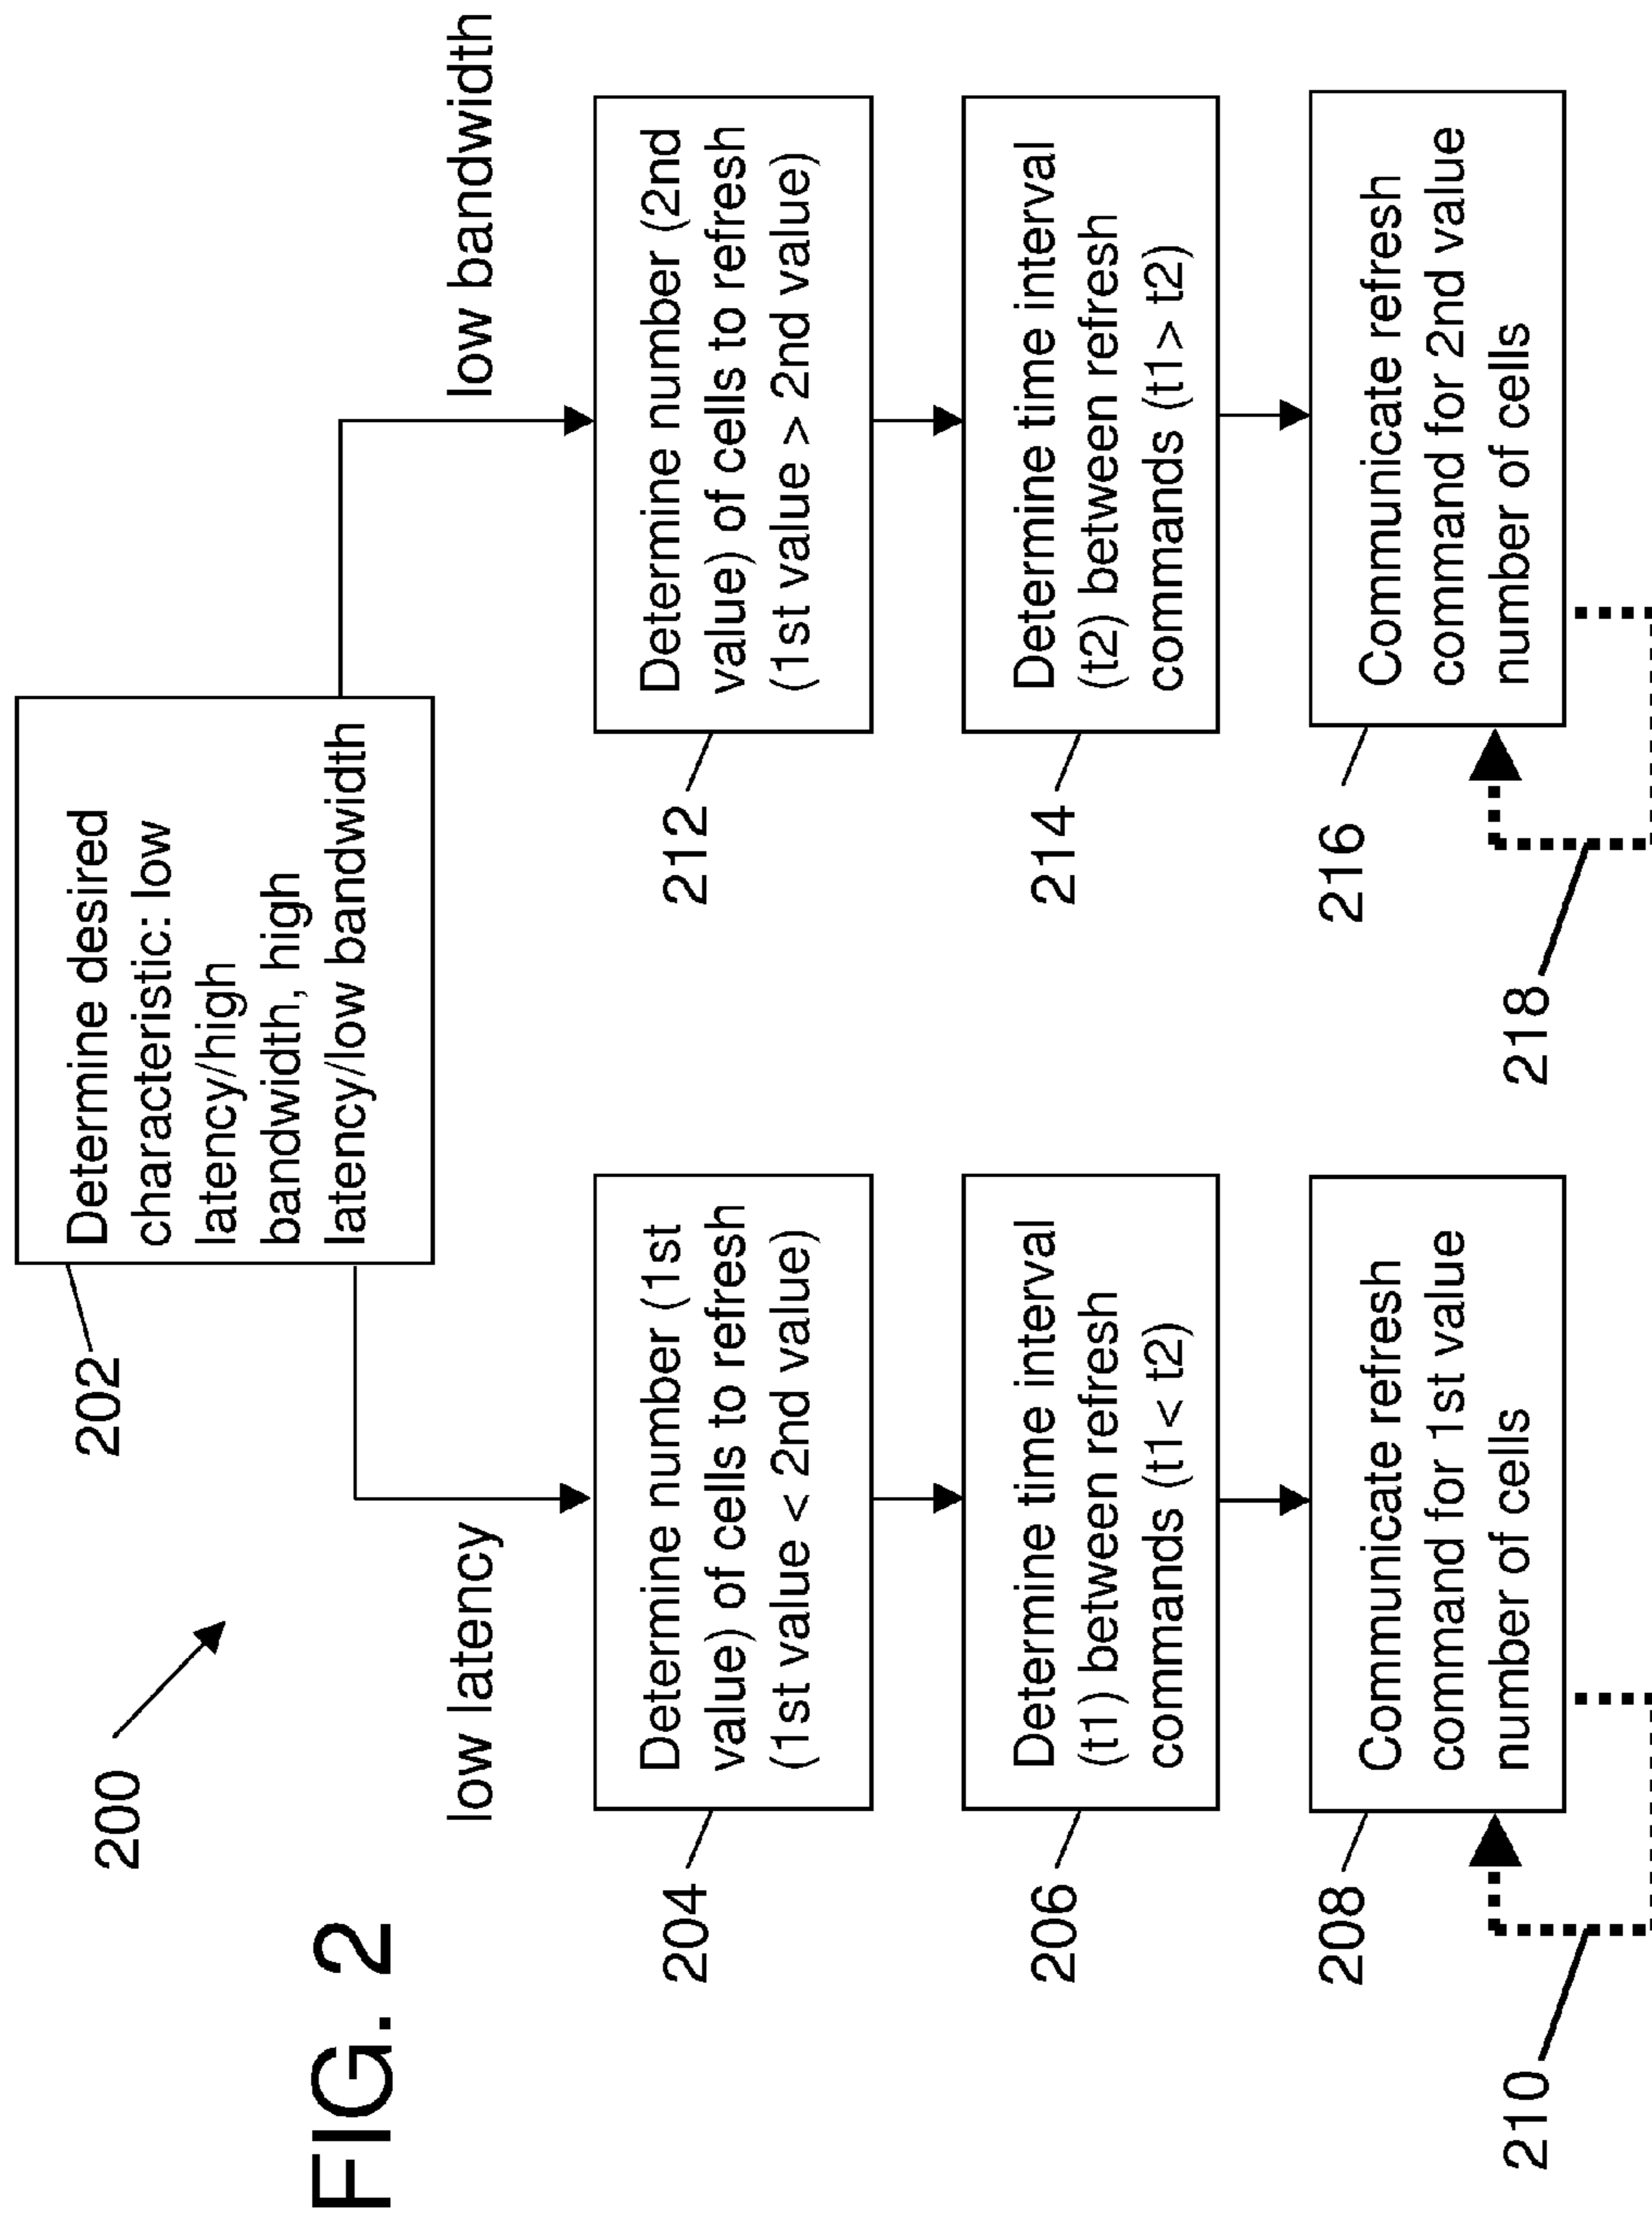 FIG. 2
200
202
Determine desired
characteristic: low
latency/high
bandwidth, high
latency/low bandwidth
low latency
low bandwidth
204
Determine number (1st
value) of cells to refresh
(1st value < 2nd value)
212
Determine number (2nd
value) of cells to refresh
(1st value > 2nd value)
206
Determine time interval
(t1) between refresh
commands (t1< t2)
214
Determine time interval
(t2) between refresh
commands (t1> t2)
208
Communicate refresh
command for 1st value
number of cells
216
Communicate refresh
command for 2nd value
number of cells
210
218